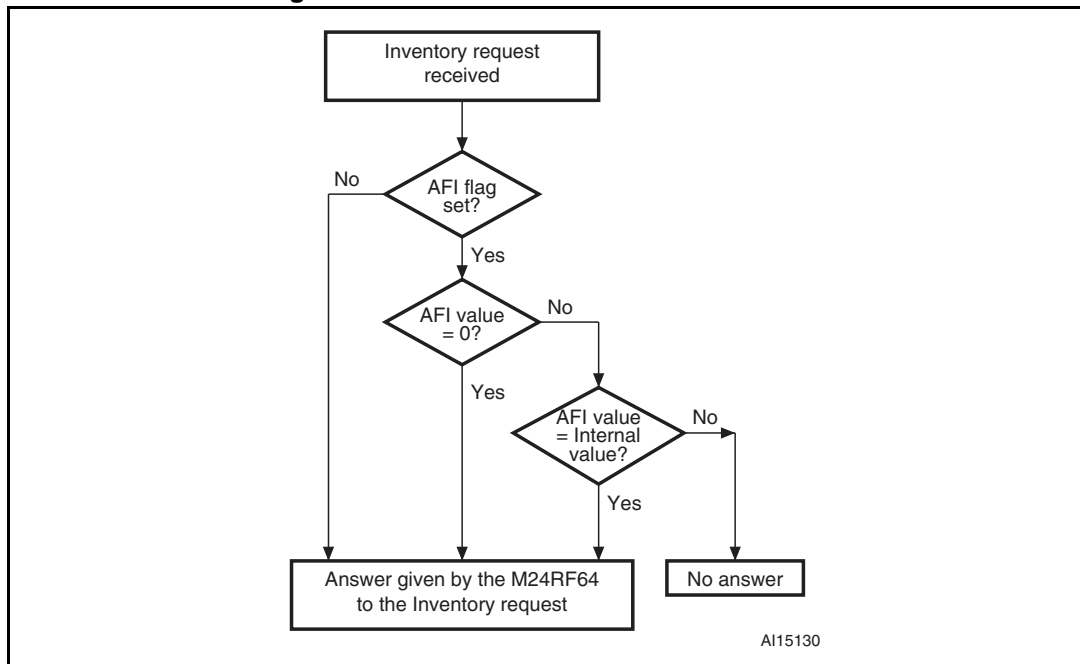 Inventory request
received
No
AFI flag
set?
Yes
AFI value
= 0?
No
Yes
AFI value
= Internal
value?
No
Yes
Answer given by the M24RF64
to the Inventory request
No answer
AI15130